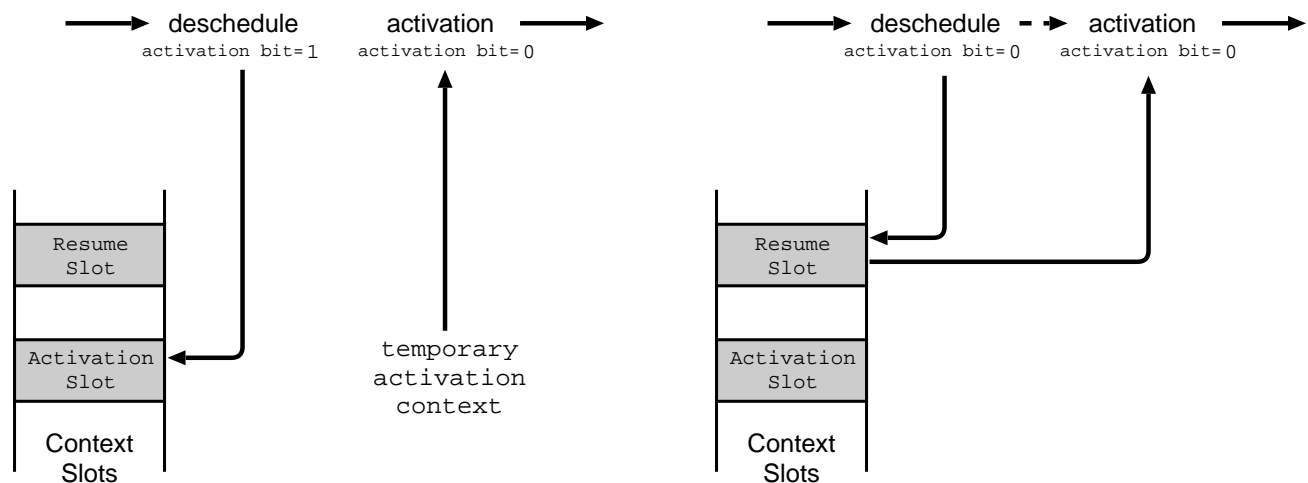 deschedule
activation bit=1
activation
activation bit=0
Resume
Slot
Activation
Slot
temporary
activation
context
Context
Slots
deschedule
activation bit=0
activation
activation bit=0
Resume
Slot
Activation
Slot
Context
Slots